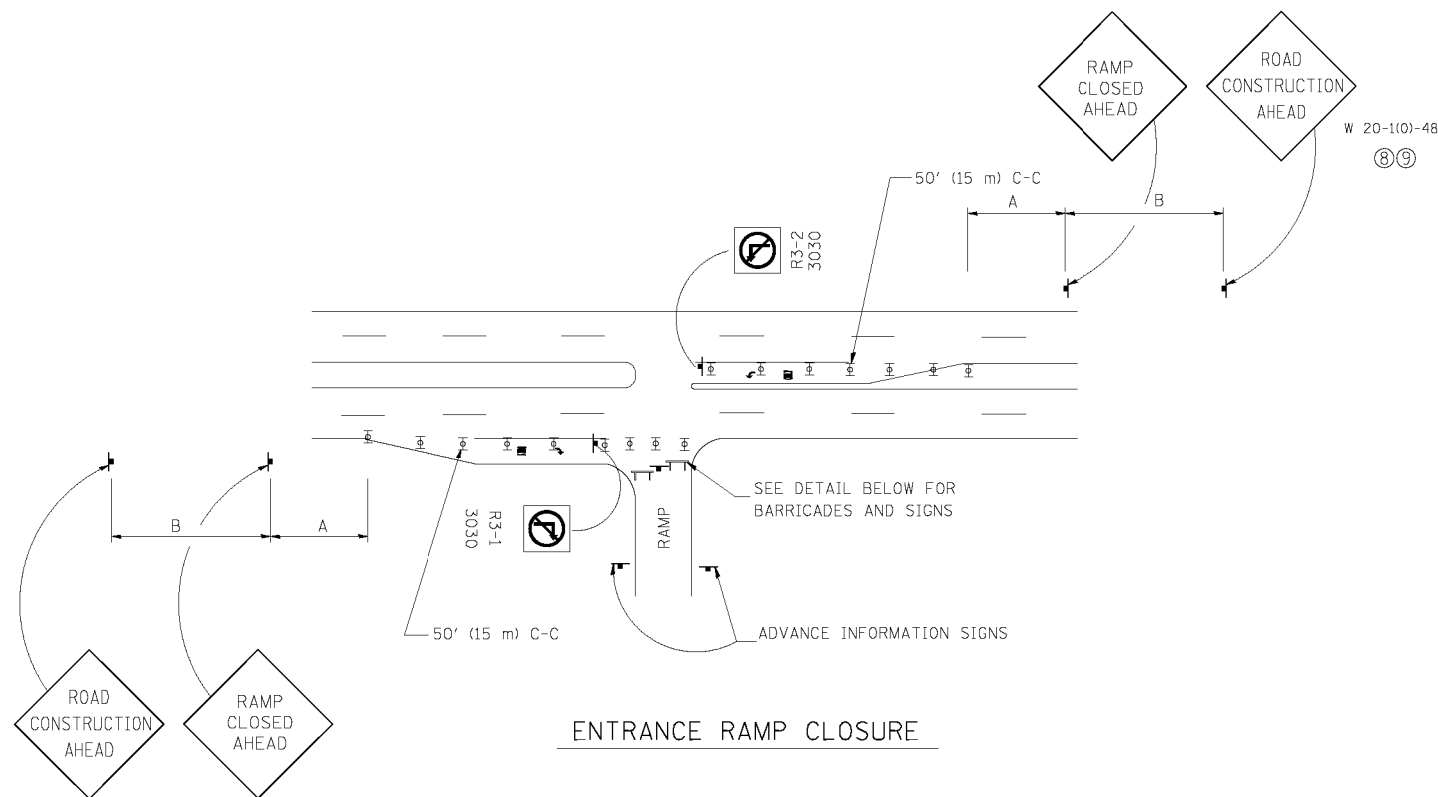 RAMP
CLOSED
AHEAD
ROAD
CONSTRUCTION
AHEAD
W 20-1(O)-48
⑧⑨
50' (15 m) C-C
A
B
R3-2
3030
SEE DETAIL BELOW FOR
BARRICADES AND SIGNS
RAMP
R3-1
3030
B
A
50' (15 m) C-C
ADVANCE INFORMATION SIGNS
ROAD
CONSTRUCTION
AHEAD
RAMP
CLOSED
AHEAD
ENTRANCE RAMP CLOSURE